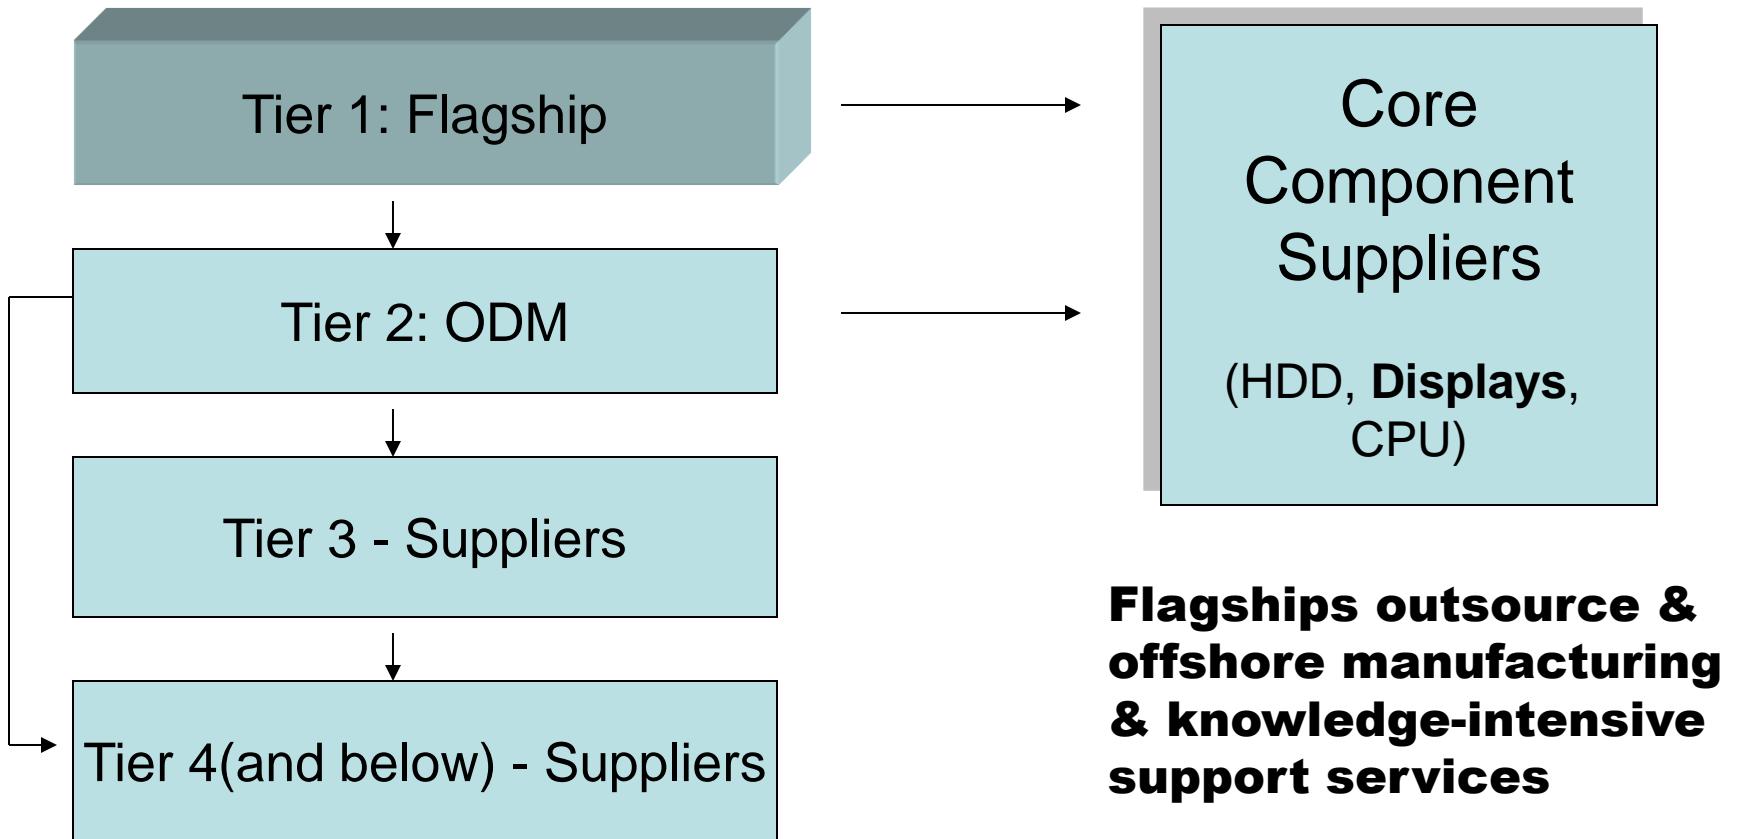 Tier 1: Flagship
Tier 2: ODM
Tier 3 - Suppliers
Tier 4(and below) - Suppliers
Core
Component
Suppliers
(HDD, Displays,
CPU)
Flagships outsource &
offshore manufacturing
& knowledge-intensive
support services